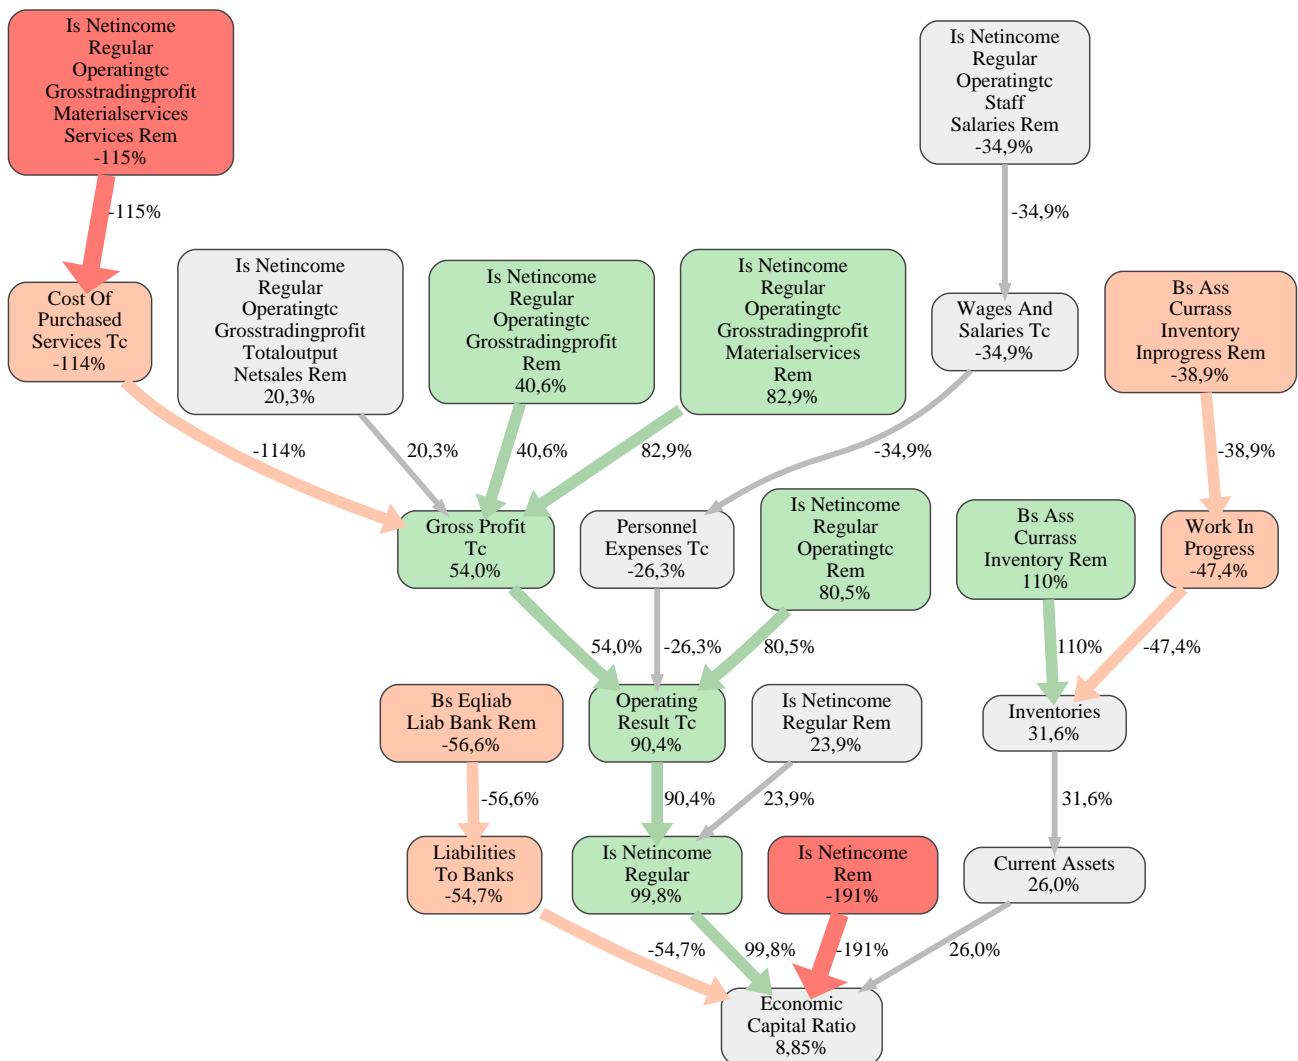 Is Netincome
Regular
Operatingtc
Grosstradingprofit
Materialservices
Services Rem
-115%
Is Netincome
Regular
Operatingtc
Staff
Salaries Rem
-34,9%
-115%
-34,9%
Cost Of
Purchased
Services Tc
-114%
Is Netincome
Regular
Operatingtc
Grosstradingprofit
Totaloutput
Netsales Rem
20,3%
Is Netincome
Regular
Operatingtc
Grosstradingprofit
Rem
40,6%
Is Netincome
Regular
Operatingtc
Grosstradingprofit
Materialservices
Rem
82,9%
Wages And
Salaries Tc
-34,9%
Bs Ass
Currass
Inventory
Inprogress Rem
-38,9%
-114%
20,3%
40,6%
82,9%
-34,9%
-38,9%
Gross Profit
Tc
54,0%
Personnel
Expenses Tc
-26,3%
Is Netincome
Regular
Operatingtc
Rem
80,5%
Bs Ass
Currass
Inventory Rem
110%
Work In
Progress
-47,4%
54,0%
-26,3%
80,5%
110%
-47,4%
Bs Eqliab
Liab Bank Rem
-56,6%
Operating
Result Tc
90,4%
Is Netincome
Regular Rem
23,9%
Inventories
31,6%
-56,6%
90,4%
23,9%
31,6%
Liabilities
To Banks
-54,7%
Is Netincome
Regular
99,8%
Is Netincome
Rem
-191%
Current Assets
26,0%
-54,7%
99,8%
-191%
26,0%
Economic
Capital Ratio
8,85%